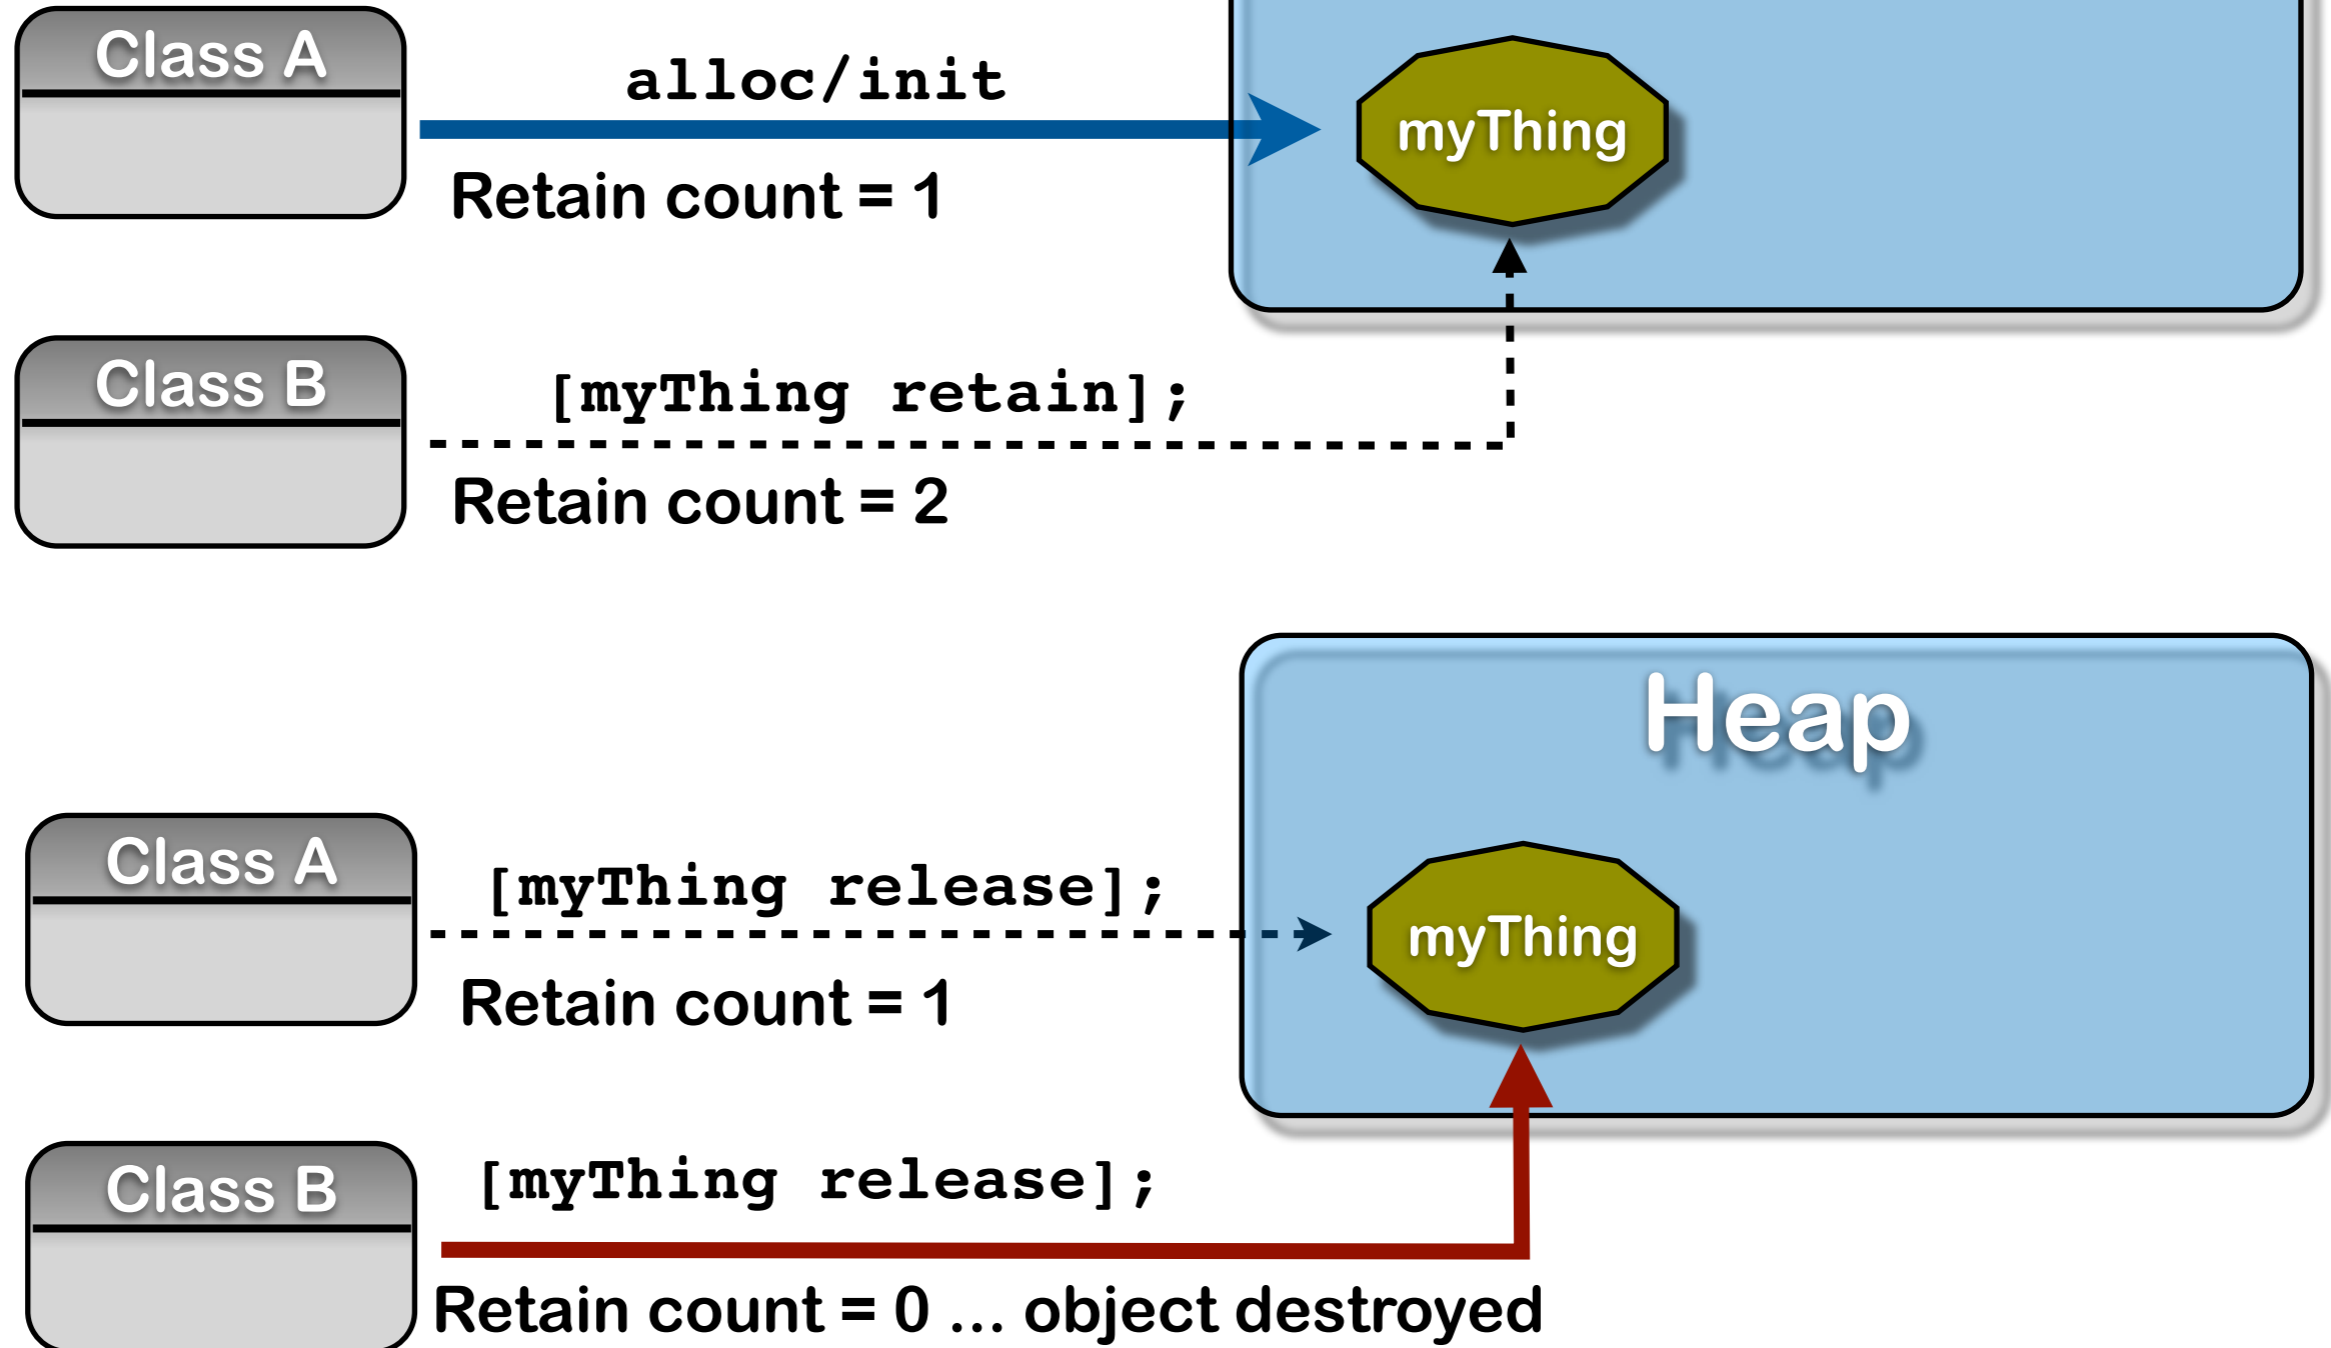 Class A
alloc/init
myThing
Retain count = 1
Class B
[myThing retain];
Retain count = 2
Heap
Class A
[myThing release];
myThing
Retain count = 1
Class B
[myThing release];
Retain count = 0 ... object destroyed